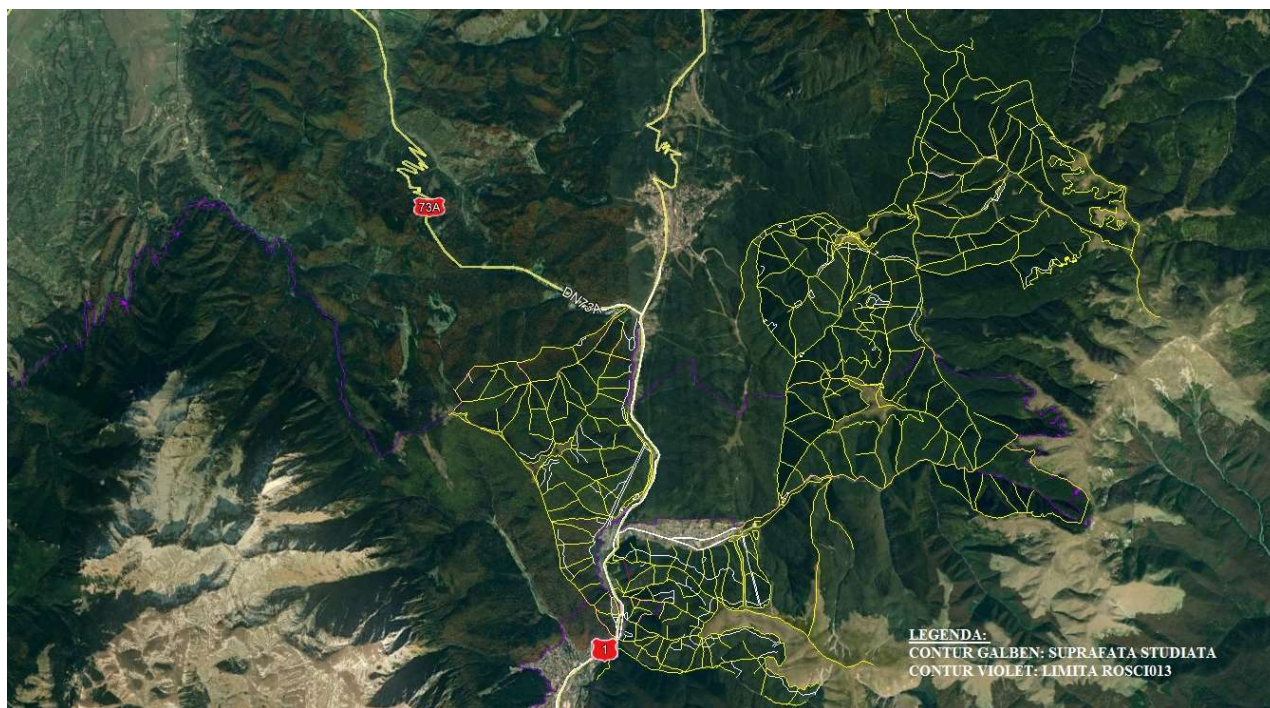 73A
DN73A
1
LEGENDA:
CONTUR GALBEN: SUPRAFATA STUDIATA
CONTUR VIOLET: LIMITA ROSCI013